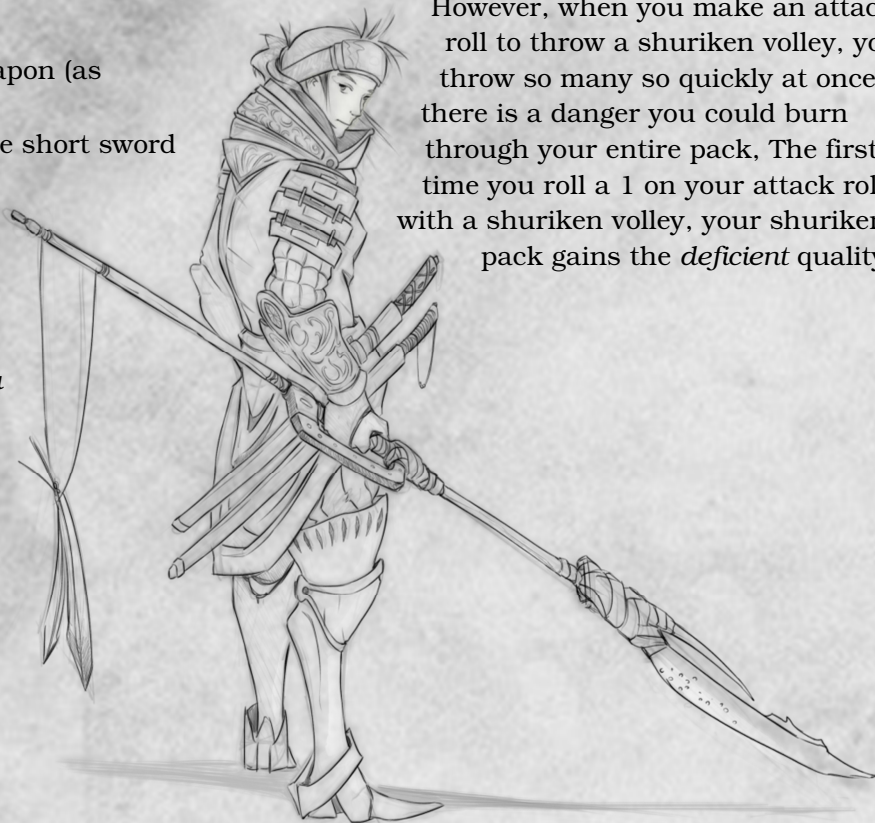 apon (as
e short sword
However, when you make an attac
roll to throw a shuriken volley, yo
throw so many so quickly at once
there is a danger you could burn
through your entire pack, The first
time you roll a 1 on your attack rol
with a shuriken volley, your shuriken
pack gains the deficient quality